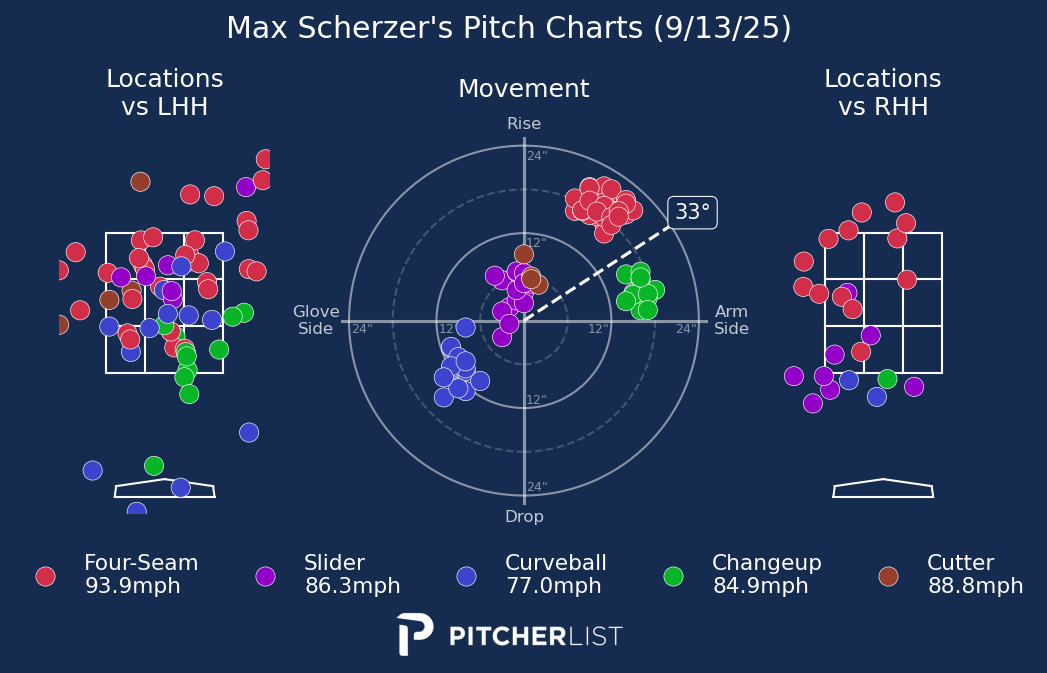 Max Scherzer's Pitch Charts (9/13/25)
Locations
vs LHH
Movement
Locations
vs RHH
Rise
24"
33°
12"
Glove
Side
24"
12"
12"
24"
Arm
Side
12"
24"
Drop
Four-Seam
93.9mph
Slider
86.3mph
Curveball
77.0mph
Changeup
84.9mph
Cutter
88.8mph
PITCHERLIST